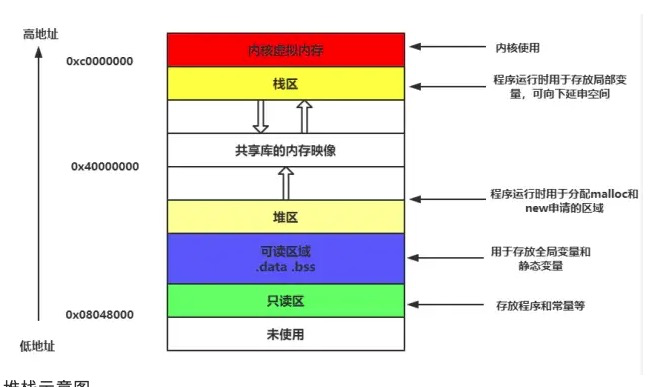 高地址
0xc0000000
内核虚拟内存
内核使用
栈区
程序运行时用于存放局部变
量，可向下延申空间
共享库的内存映像
0x40000000
程序运行时用于分配malloc和
new申请的区域
堆区
可读区域
.data .bss
用于存放全局变量和
静态变量
只读区
存放程序和常量等
0x08048000
未使用
低地址
堆栈示意图